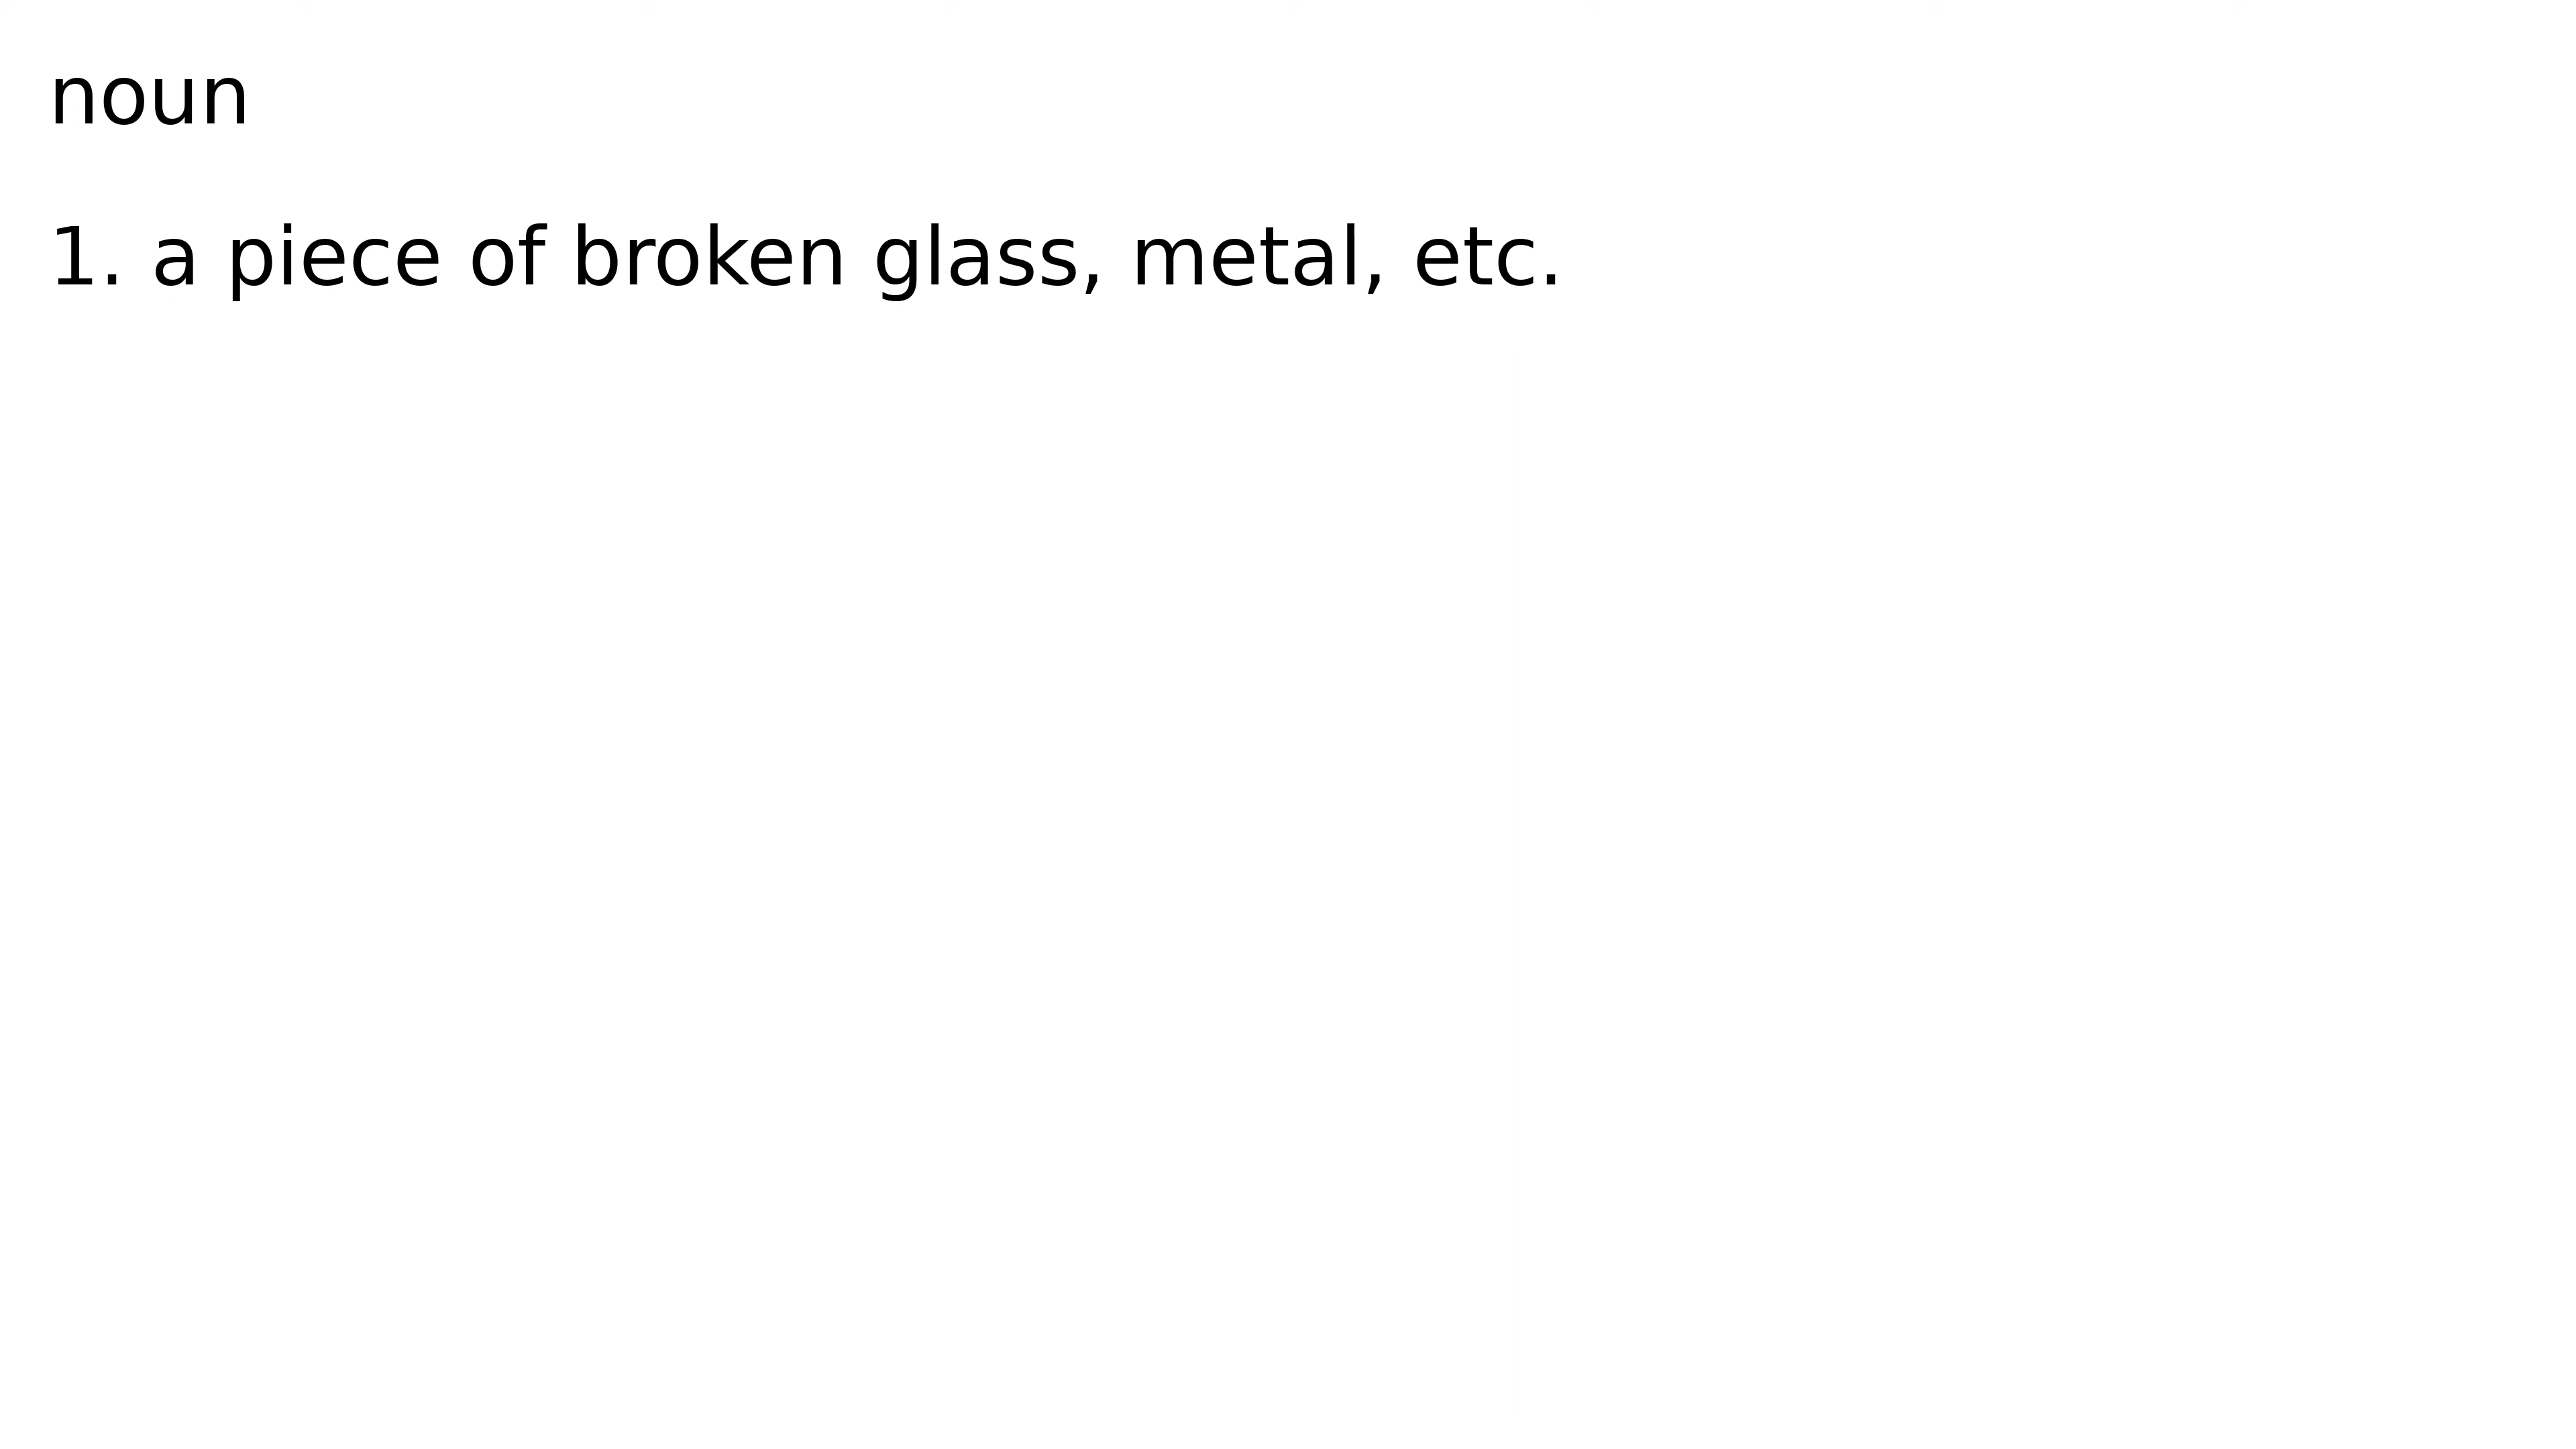 noun
1. a piece of broken glass, metal, etc.